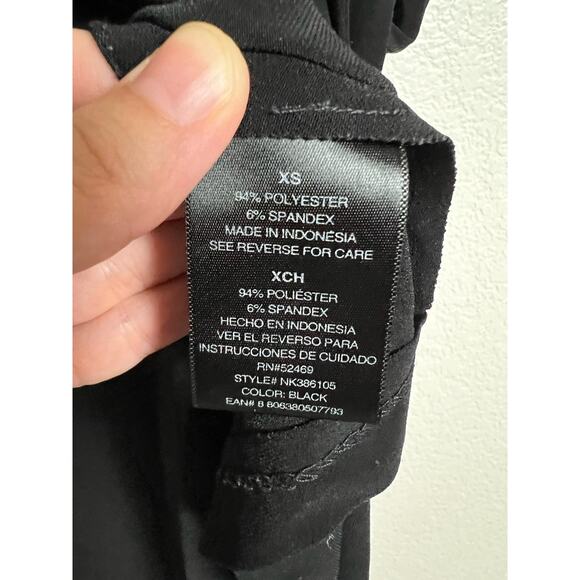 XS
94% POLYESTER
6% SPANDEX
MADE IN INDONESIA
SEE REVERSE FOR CARE
XCH
94% POLIÉSTER
6% SPANDEX
HECHO EN INDONESIA
VER EL REVERSO PARA
INSTRUCCIONES DE CUIDADO
RN#52469
STYLE# NK386105
COLOR: BLACK
EAN# 8 806380507793